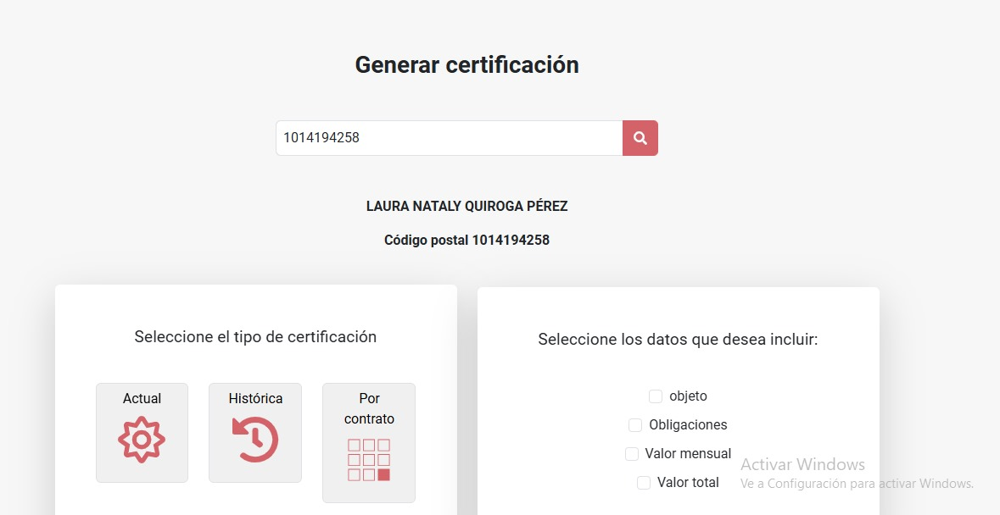 Generar certificación
1014194258
LAURA NATALY QUIROGA PÉREZ
Código postal 1014194258
Seleccione el tipo de certificación
Actual
Histórica
Por
contrato
Seleccione los datos que desea incluir:
objeto
Obligaciones
Valor mensual
Valor total
Activar Windows
Ve a Configuración para activar Windows.